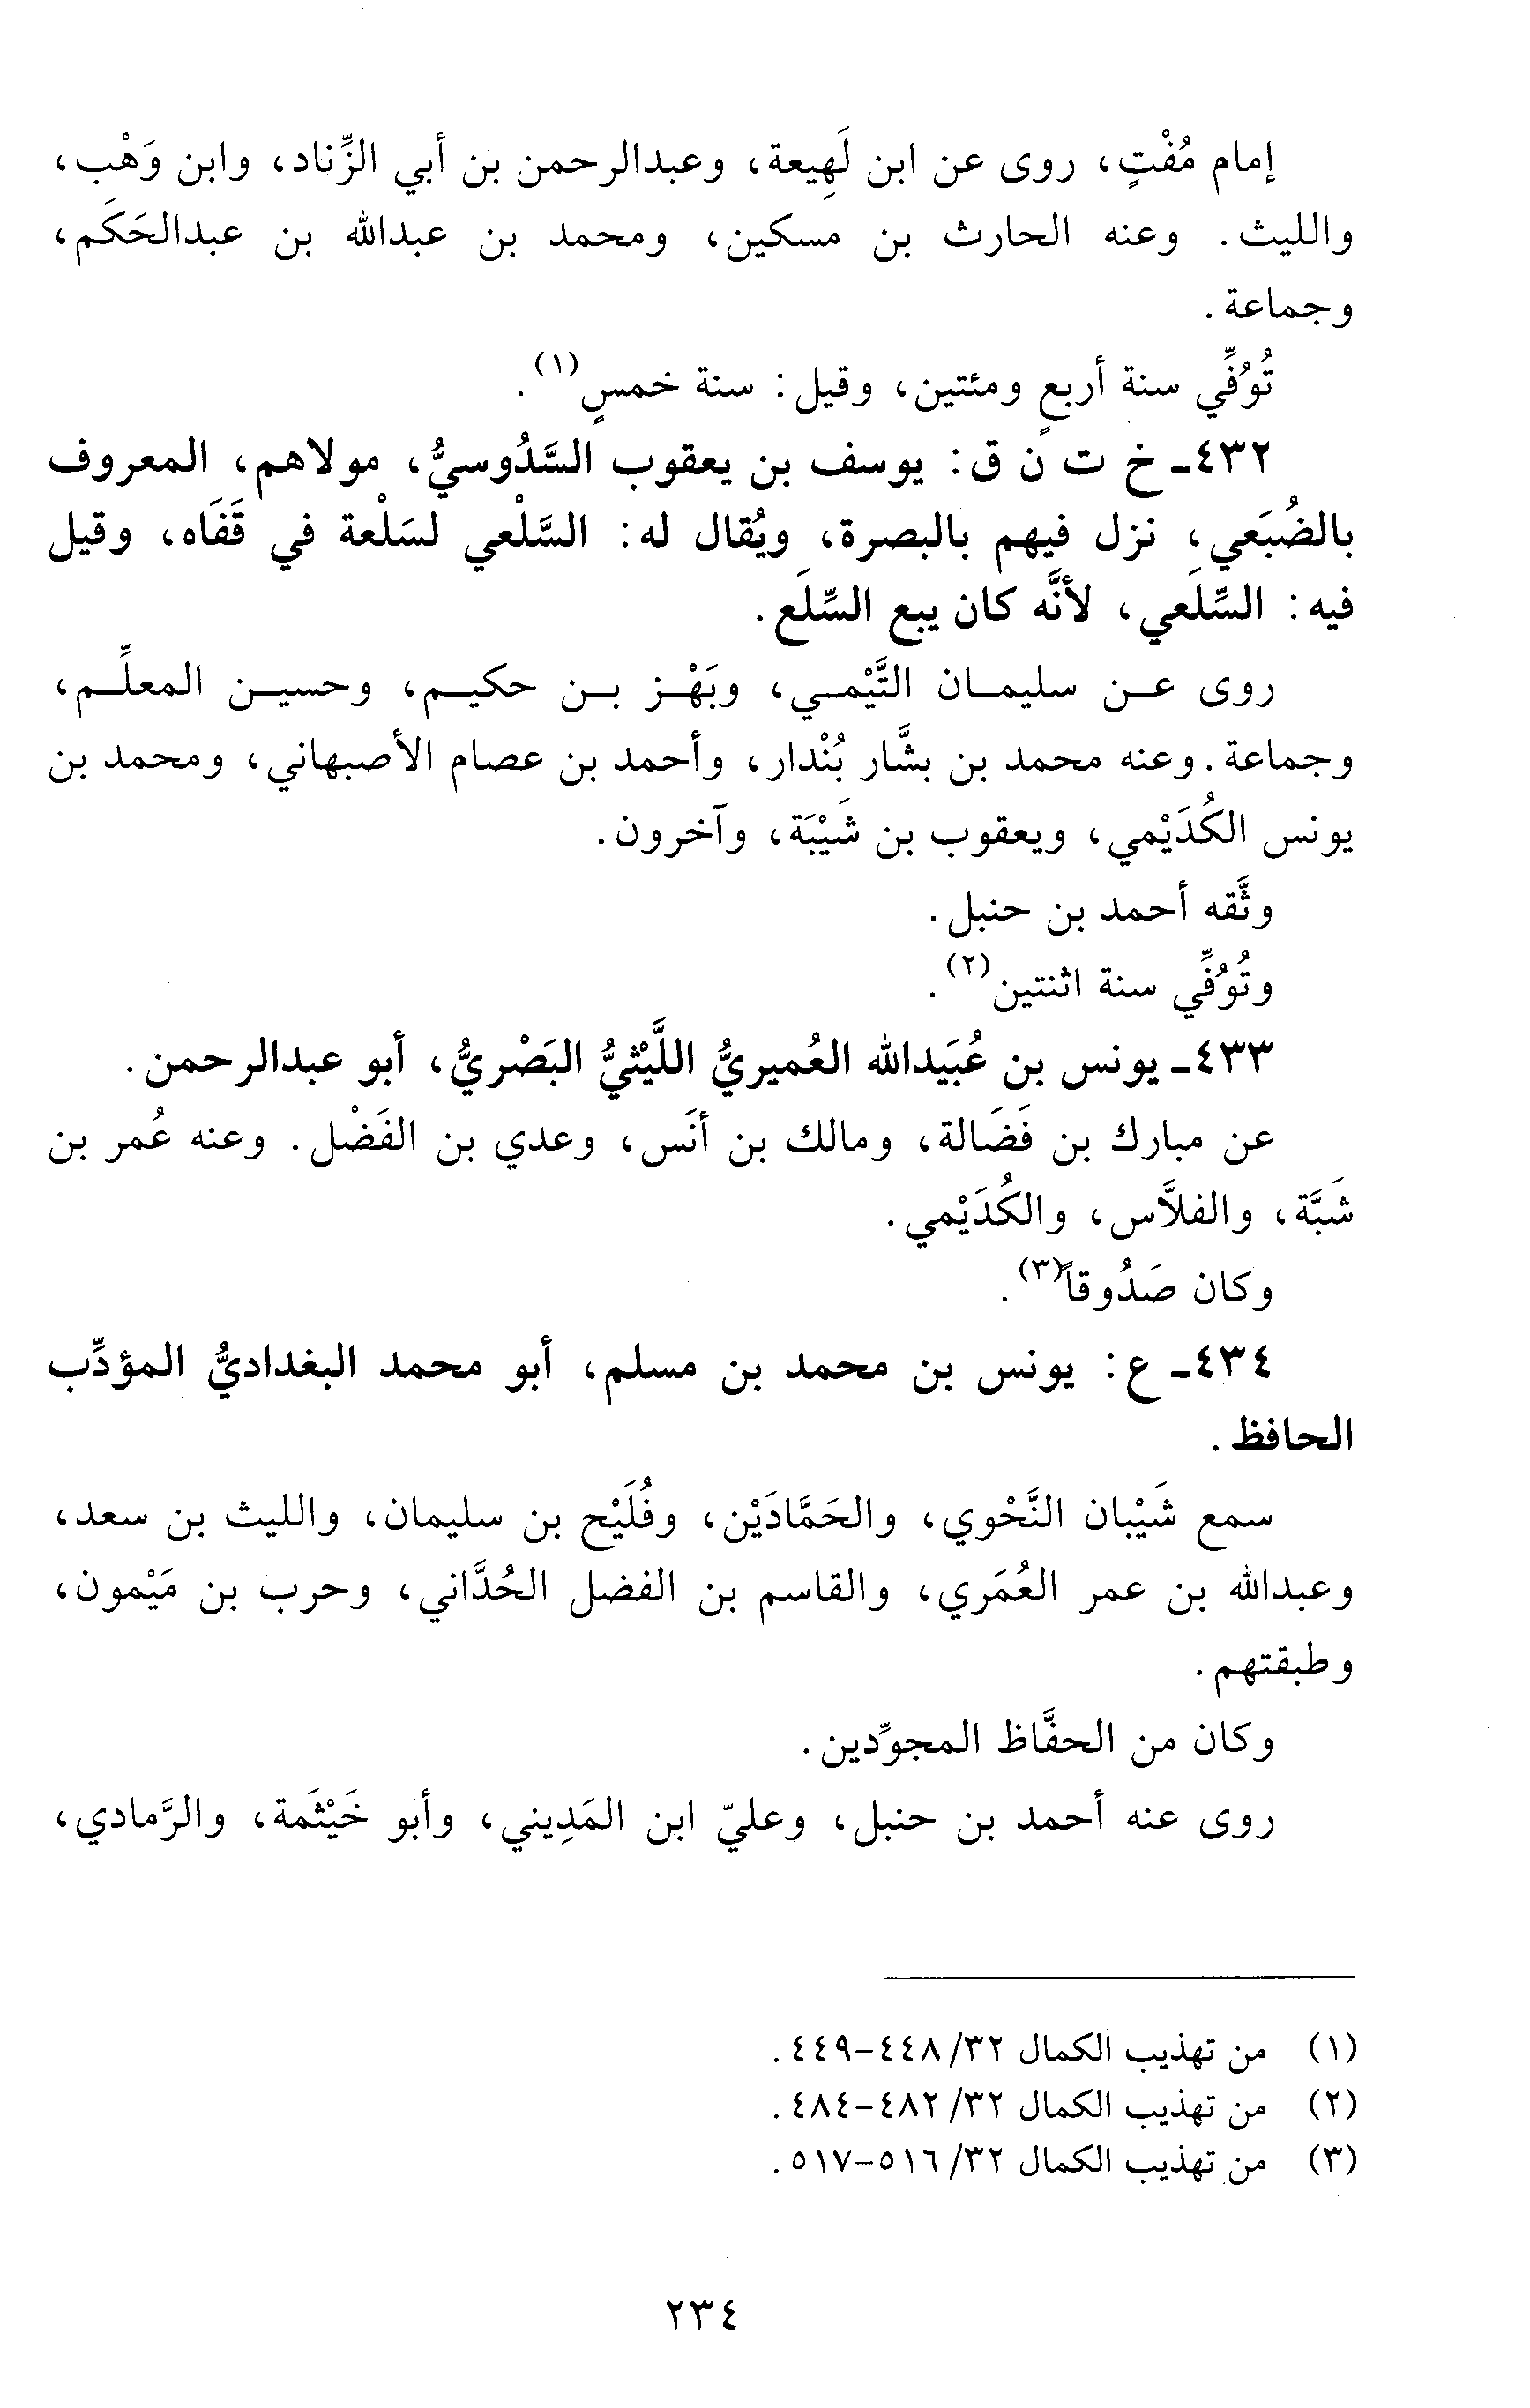 إمام مُفْتٍ، روى عن ابن لَهِيعة، وعبدالرحمن بن أبي الزِّناد، وابن وَهْب،
والليث. وعنه الحارث بن مسكين، ومحمد بن عبدالله بن عبدالحَكَم،
وجماعة.
تُوُفِّي سنة أربعٍ ومئتين، وقيل: سنة خمسٍ(١).
٤٣٢ـ خ ت ن ق: يوسف بن يعقوب السَّدُوسيُّ، مولاهم، المعروف
بالضُبَعي، نزل فيهم بالبصرة، ويُقال له: السَّلْعي لسَلْعة في قَفَاه، وقيل
فيه: السِّلَعي، لأنَّه كان يبع السِّلَع.
روى عن سليمان التَّيْمي، وبَهْز بن حكيم، وحسين المعلِّم،
وجماعة. وعنه محمد بن بشَّار بُنْدار، وأحمد بن عصام الأصبهاني، ومحمد بن
يونس الكُدَيْمي، ويعقوب بن شَيْبَة، وآخرون.
وثَّقه أحمد بن حنبل.
وتُوُفِّي سنة اثنتين(٢).
٤٣٣ـ يونس بن عُبَيدالله العُميريُّ اللَّيْثيُّ البَصْريُّ، أبو عبدالرحمن.
عن مبارك بن فَضَالة، ومالك بن أنَس، وعدي بن الفَضْل. وعنه عُمر بن
شَبَّة، والفلاَّس، والكُدَيْمي.
وكان صَدُوقاً(٣).
٤٣٤ـ ع: يونس بن محمد بن مسلم، أبو محمد البغداديُّ المؤدِّب
الحافظ.
سمع شَيْبان النَّحْوي، والحَمَّادَيْن، وفُلَيْح بن سليمان، والليث بن سعد،
وعبدالله بن عمر العُمَري، والقاسم بن الفضل الحُدَّاني، وحرب بن مَيْمون،
وطبقتهم.
وكان من الحفَّاظ المجوِّدين.
روى عنه أحمد بن حنبل، وعليّ ابن المَدِيني، وأبو خَيْثَمة، والرَّمادي،
(١) من تهذيب الكمال ٣٢/ ٤٤٨-٤٤٩.
(٢) من تهذيب الكمال ٣٢/ ٤٨٢-٤٨٤.
(٣) من تهذيب الكمال ٣٢/ ٥١٦-٥١٧.
٢٣٤